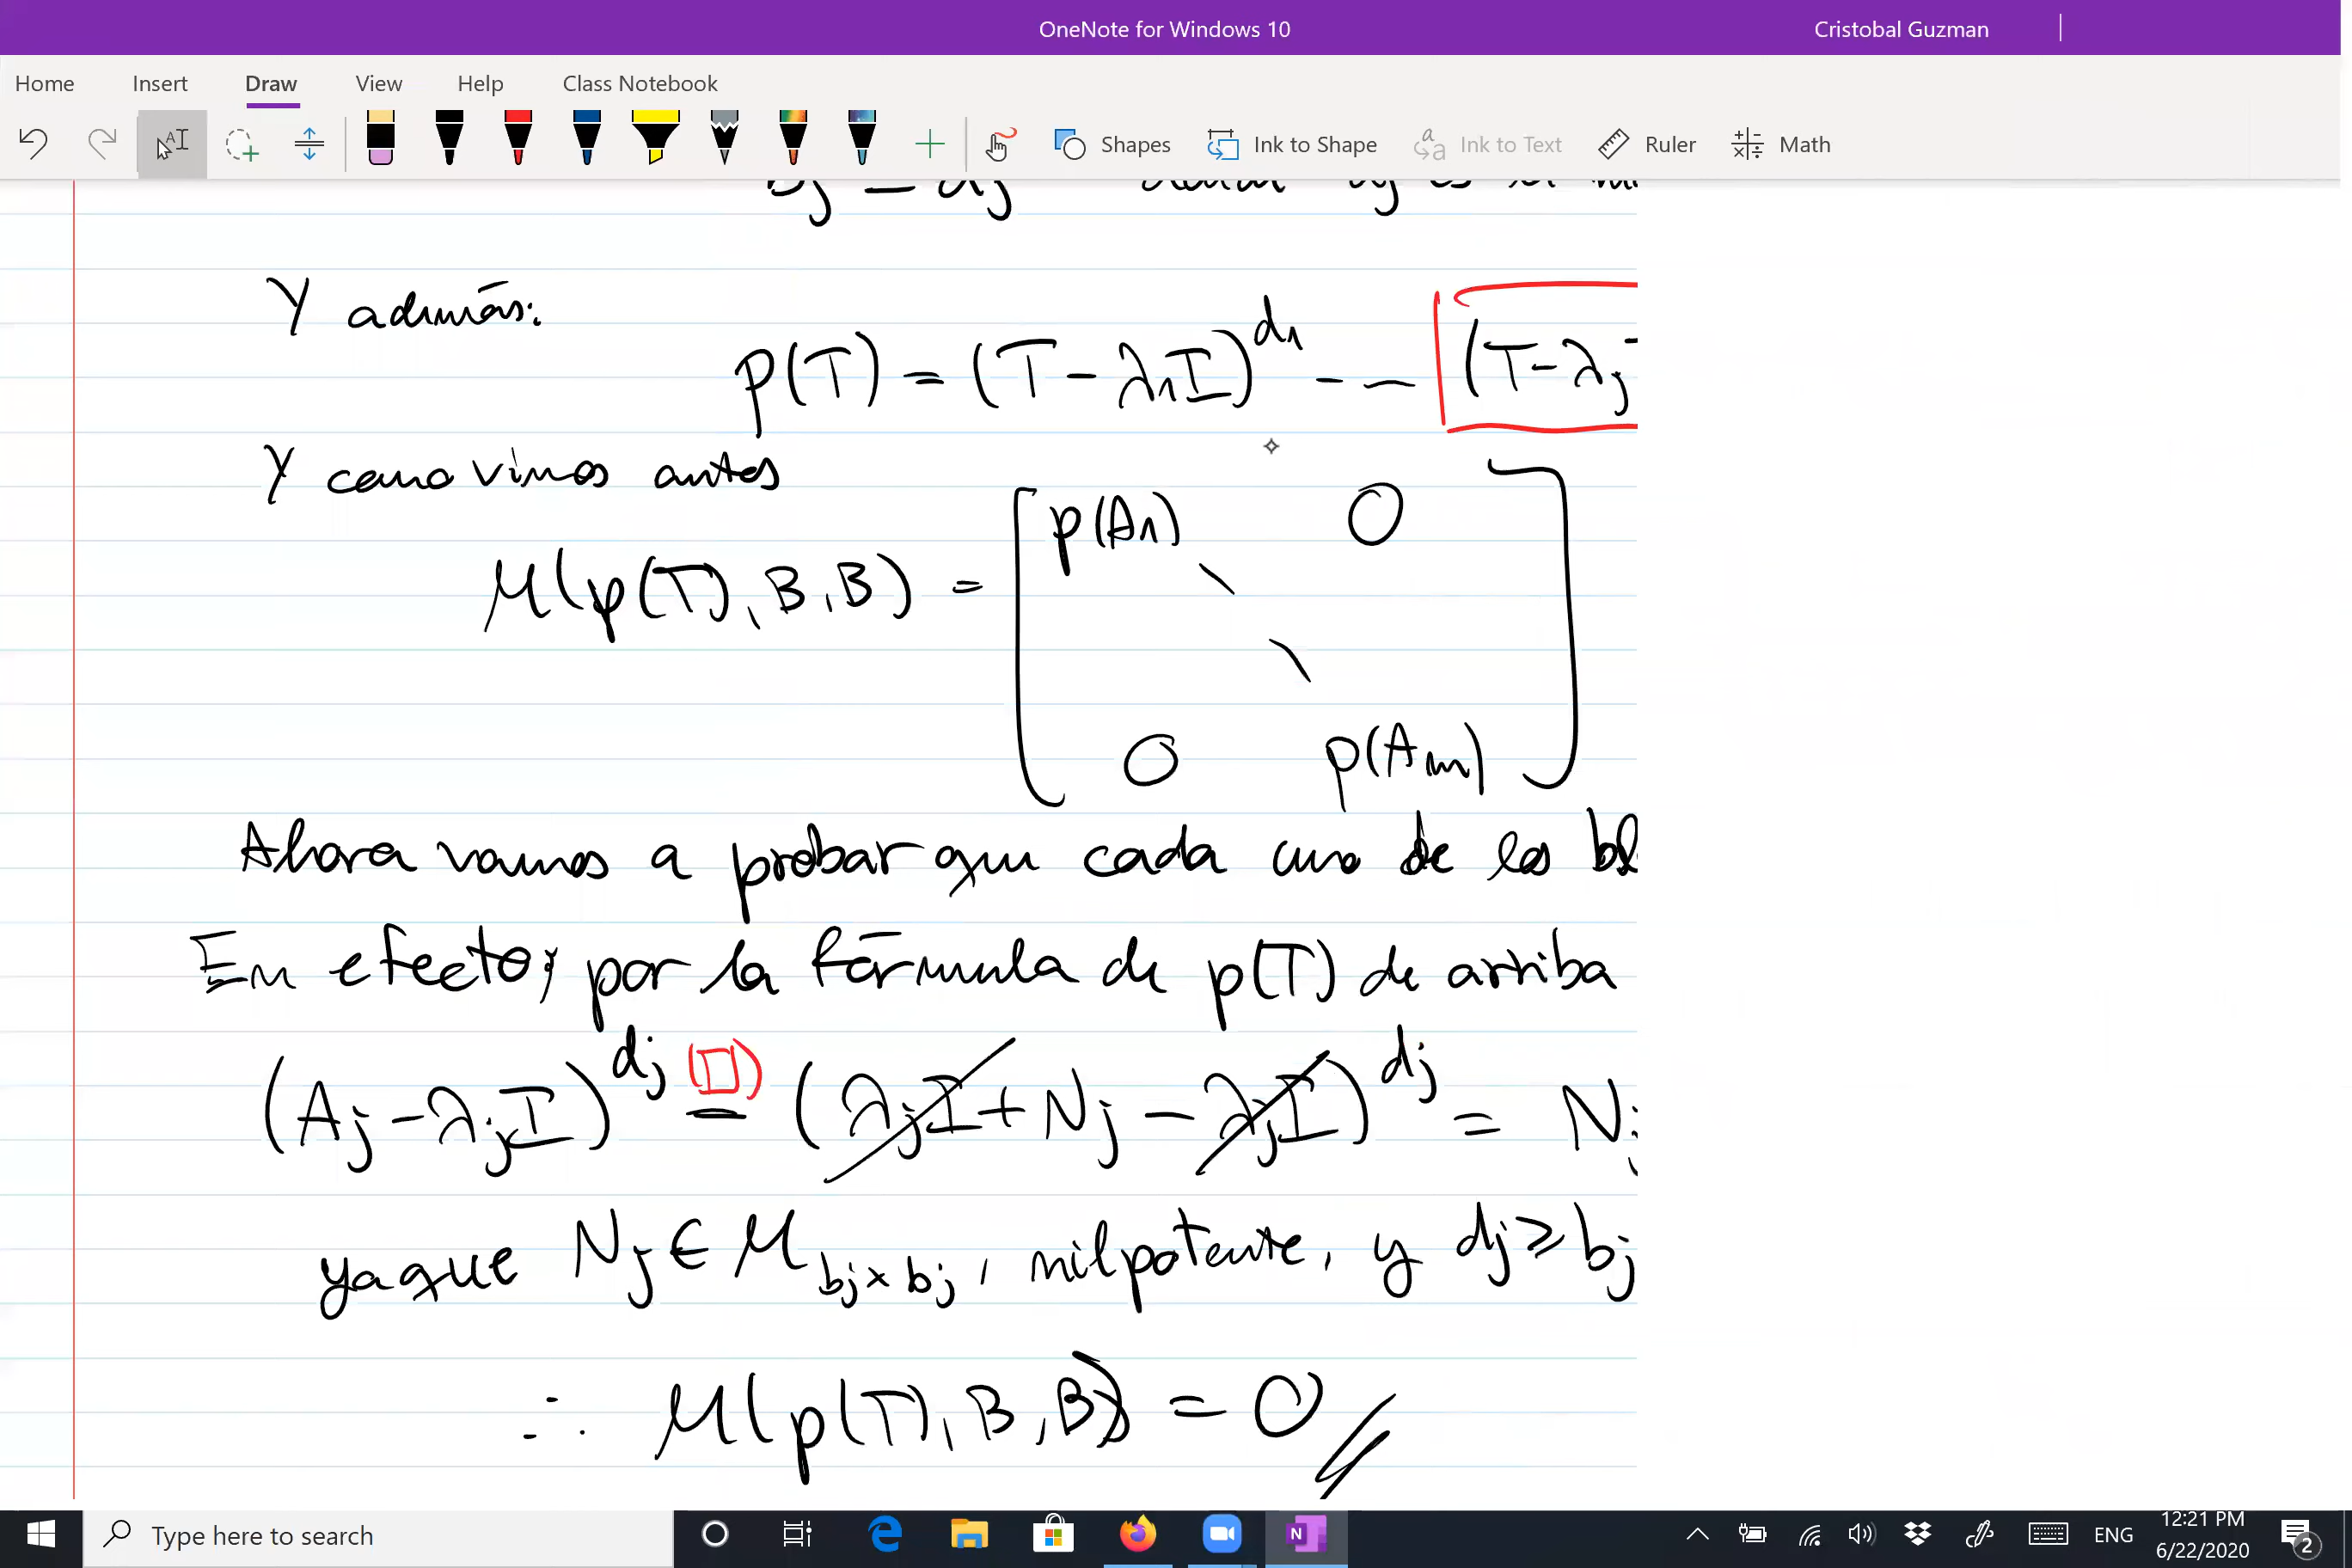 OneNote for Windows 10 Cristobal Guzman
Home Insert Draw View Help Class Notebook
Shapes Ink to Shape Ink to Text Ruler Math
Y además:
p(T) = (T - λ₁I)^d₁ - - (T - λj
Y como vimos antes
M(p(T), B, B) = [ p(A₁) \ 0
0 \ p(Am) ]
Ahora vamos a probar que cada uno de los bl
En efecto, por la fórmula de p(T) de arriba
(Aj - λjI)^dj (□) = (λjI + Nj - λjI)^dj = Nj
ya que Nj ∈ M bj×bj, nilpotente, y dj ≥ bj
∴ M(p(T), B, B) = 0 //
Type here to search
ENG 12:21 PM
6/22/2020 2